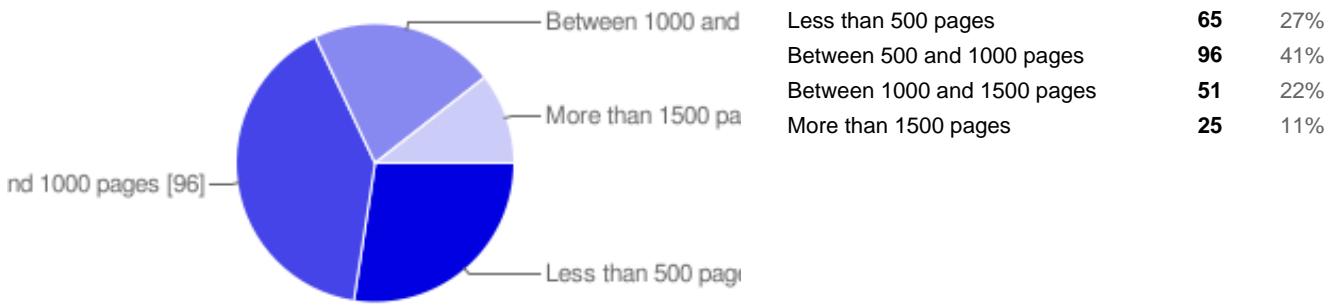 Between 1000 and
More than 1500 pa
nd 1000 pages [96]
Less than 500 pag
Less than 500 pages 65 27%
Between 500 and 1000 pages 96 41%
Between 1000 and 1500 pages 51 22%
More than 1500 pages 25 11%